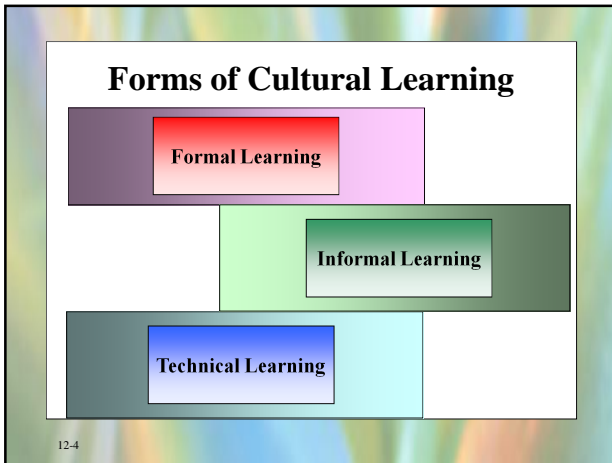 Forms of Cultural Learning
Formal Learning
Informal Learning
Technical Learning
12-4